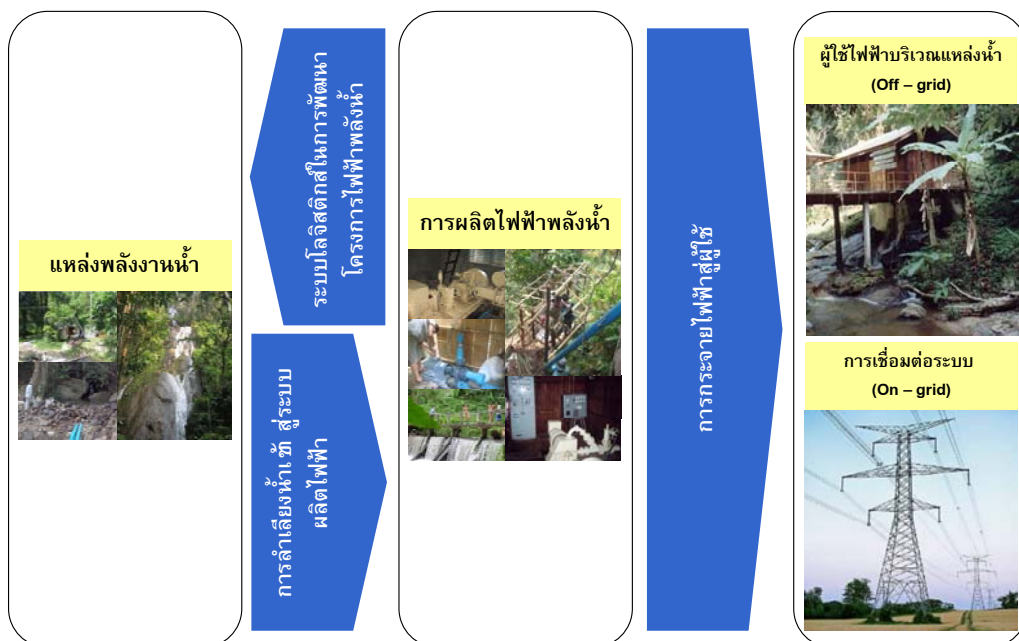 แหล่งพลังงานน้ำ
ระบบโลจิสติกส์ในการพัฒนา
โครงการไฟฟ้าพลังน้ำ
การลำเลียงน้ำเข้ สู่ระบบ
ผลิตไฟฟ้า
การผลิตไฟฟ้าพลังน้ำ
การกระจายไฟฟ้าสู่ผู้ใช้
ผู้ใช้ไฟฟ้าบริเวณแหล่งน้ำ
(Off – grid)
การเชื่อมต่อระบบ
(On – grid)